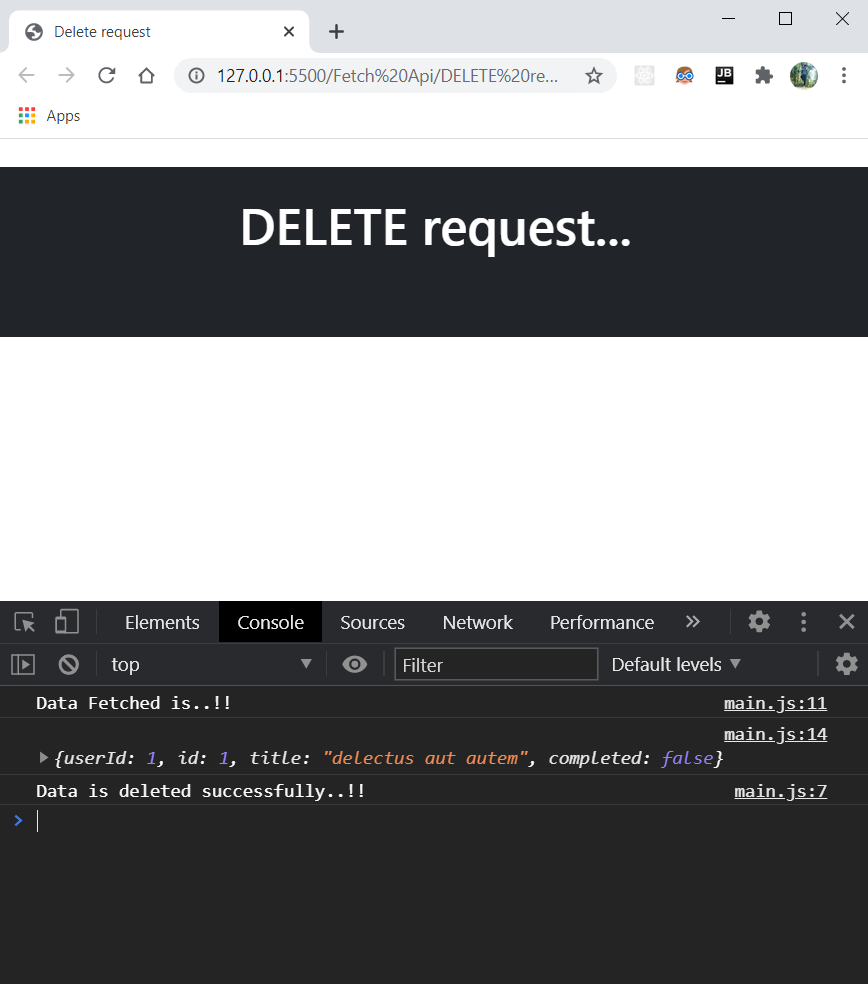 Delete request
127.0.0.1:5500/Fetch%20Api/DELETE%20re...
JB
Apps
DELETE request...
Elements Console Sources Network Performance
top Filter Default levels
Data Fetched is..!! main.js:11
main.js:14
{userId: 1, id: 1, title: "delectus aut autem", completed: false}
Data is deleted successfully..!! main.js:7